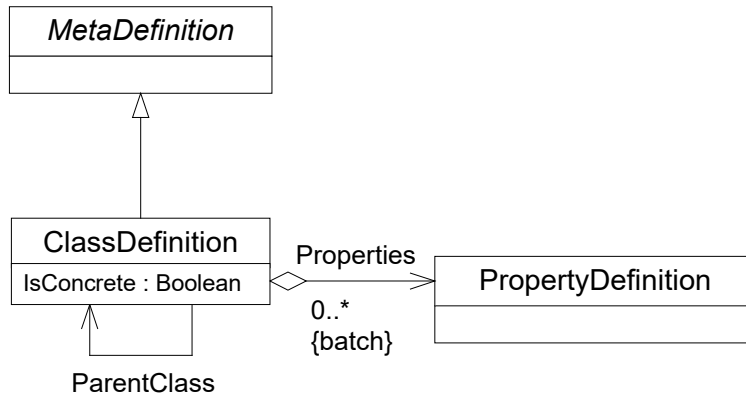 MetaDefinition
ClassDefinition
IsConcrete : Boolean
Properties
0..*
{batch}
PropertyDefinition
ParentClass